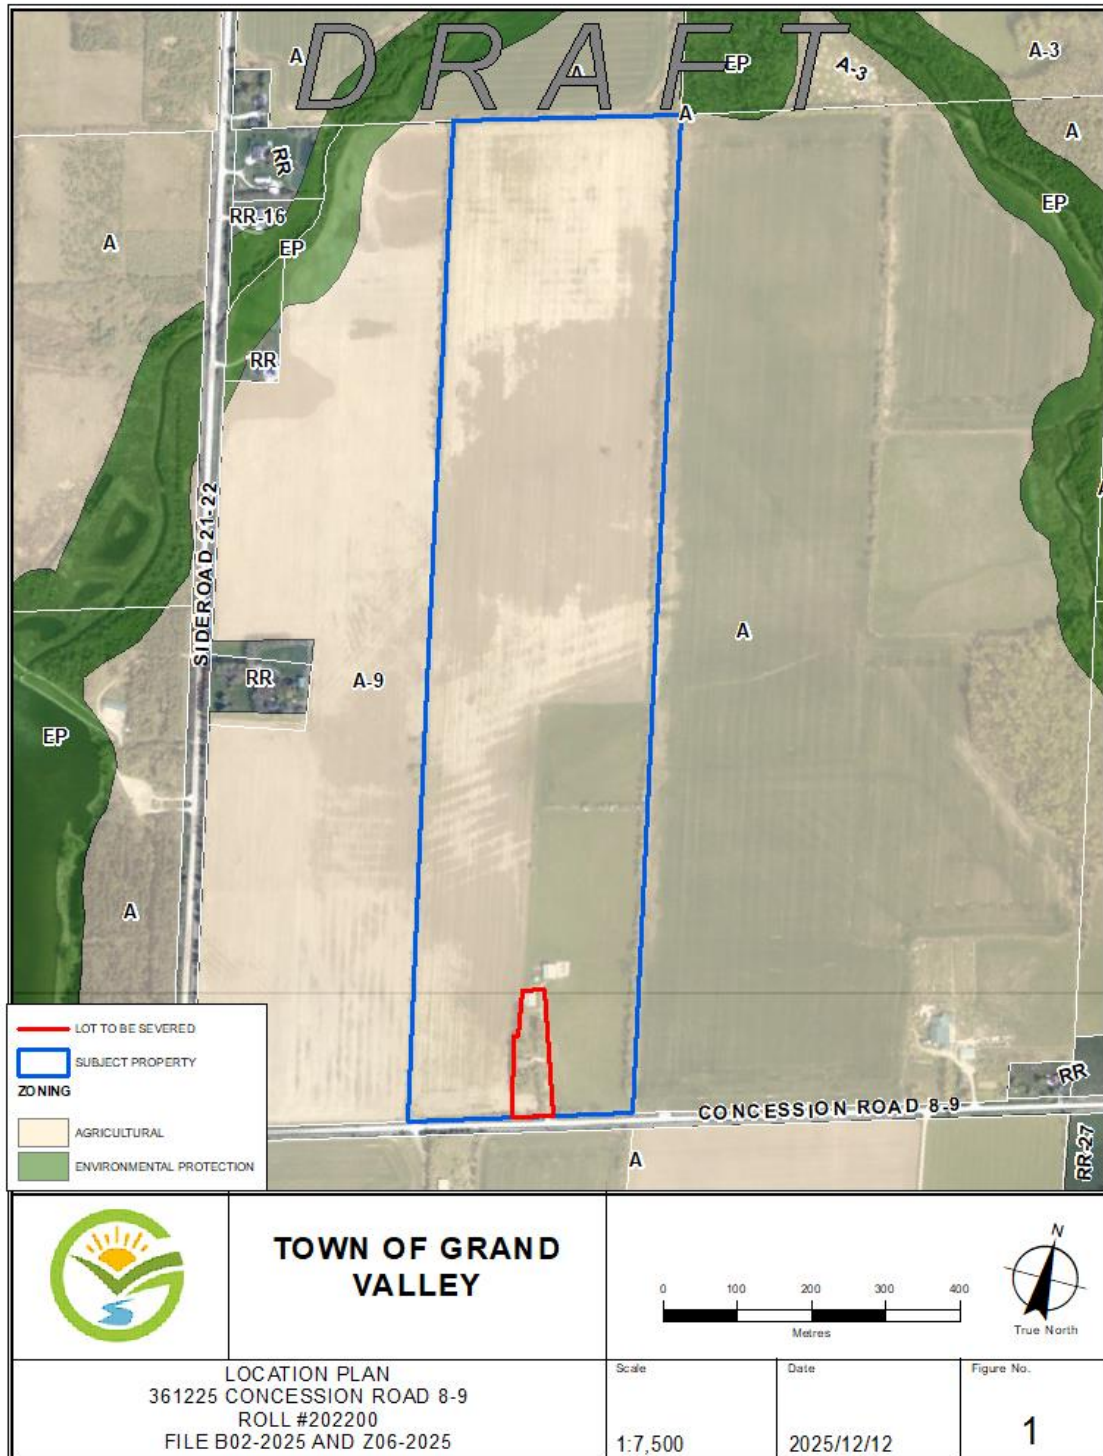 DRAFT
A
A
EP
A-3
A-3
A
A
RR
RR-16
EP
EP
A
RR
SIDEROAD 21-22
A
RR
A-9
EP
A
LOT TO BE SEVERED
SUBJECT PROPERTY
ZONING
AGRICULTURAL
ENVIRONMENTAL PROTECTION
CONCESSION ROAD 8-9
RR
A
RR-27
TOWN OF GRAND
VALLEY
0 100 200 300 400
Metres
N
True North
LOCATION PLAN
361225 CONCESSION ROAD 8-9
ROLL #202200
FILE B02-2025 AND Z06-2025
Scale
1:7,500
Date
2025/12/12
Figure No.
1